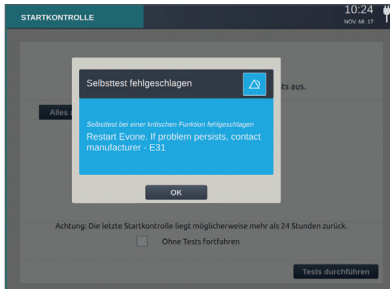 STARTKONTROLLE
10:24
NOV. MI. 17
Selbsttest fehlgeschlagen
ts aus.
Alles
Selbsttest bei einer kritischen Funktion fehlgeschlagen
Restart Evone. If problem persists, contact
manufacturer - E31
OK
Achtung: Die letzte Startkontrolle liegt möglicherweise mehr als 24 Stunden zurück.
Ohne Tests fortfahren
Tests durchführen